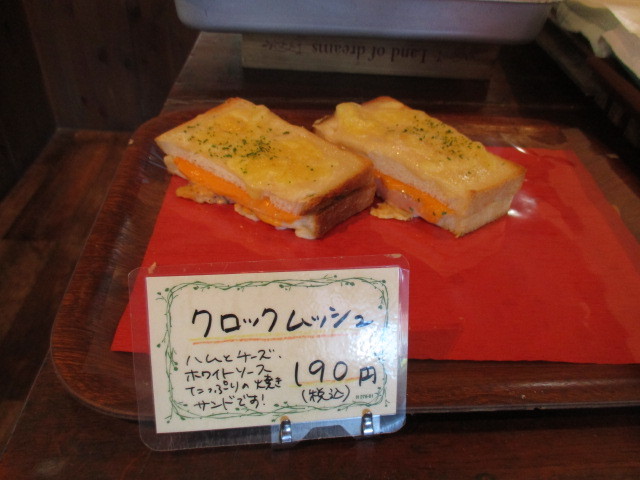 Land of dreams
クロックムッシュ
ハムとチーズ・
ホワイトソース
たっぷりの焼き
サンドです!
190円
(税込)